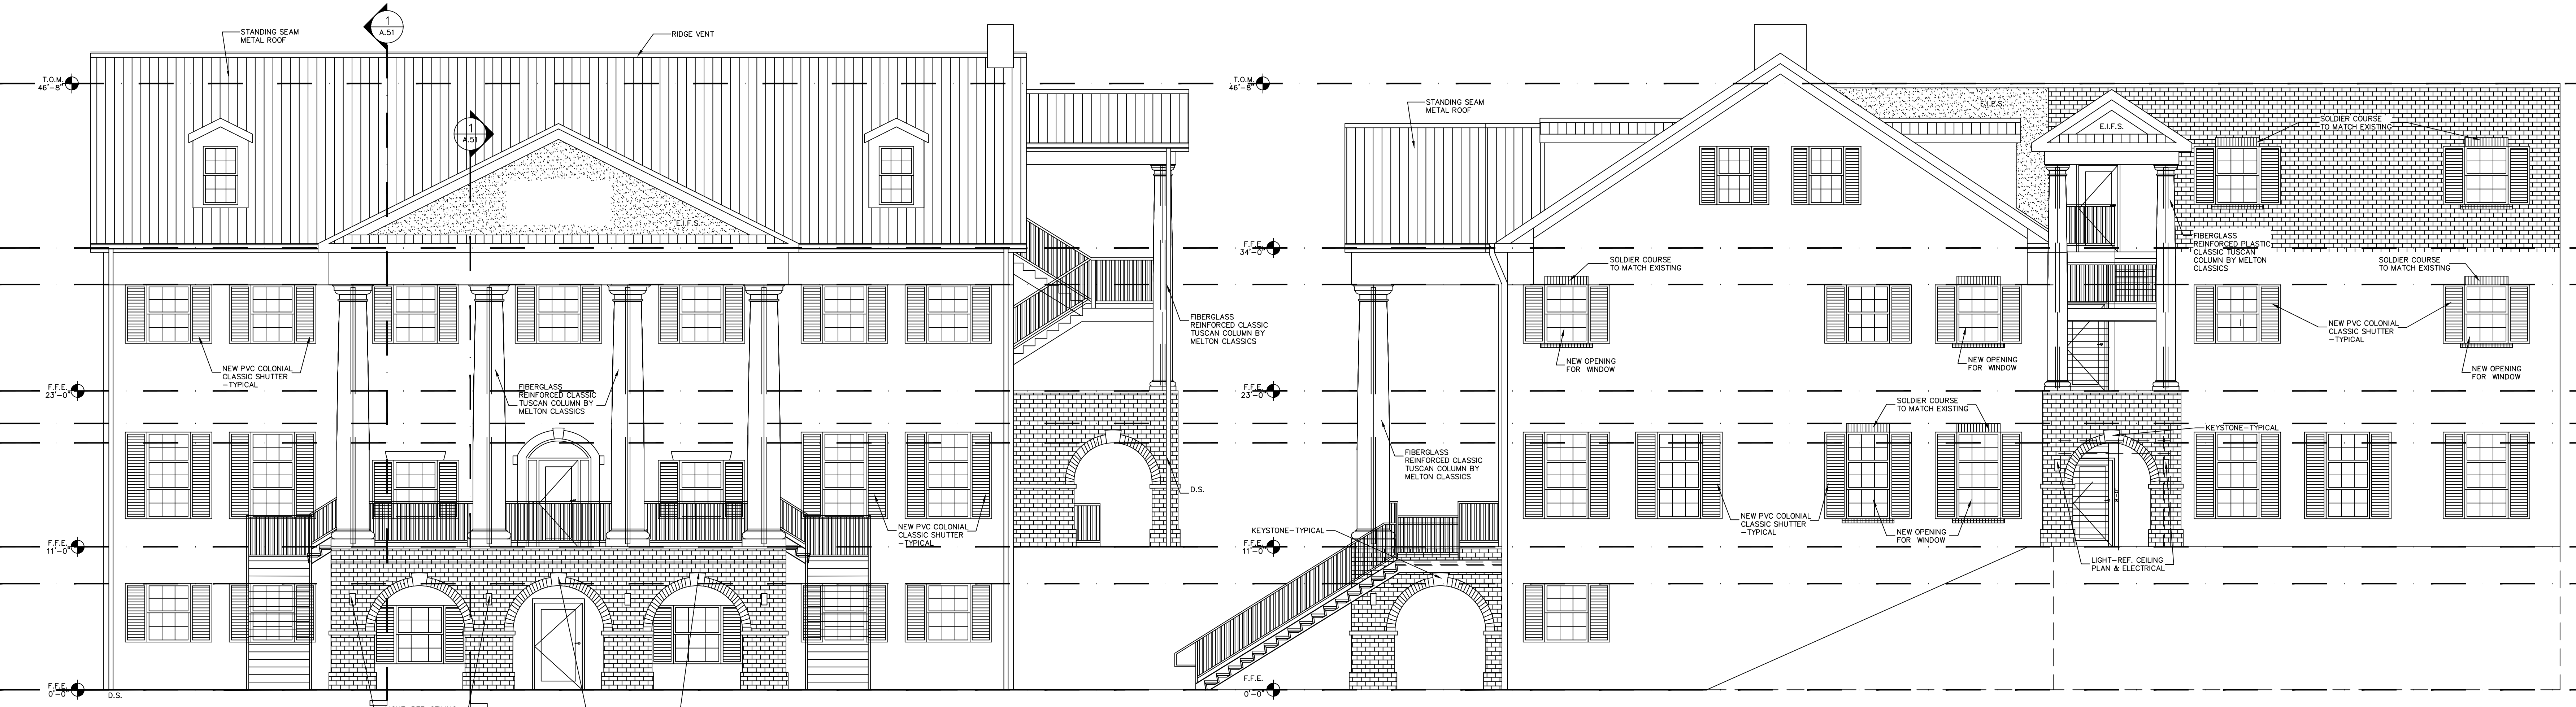 1
A.51
STANDING SEAM
METAL ROOF
RIDGE VENT
T.O.M.
46'-8"
1
A.51
E.I.F.S.
F.F.E.
23'-0"
NEW PVC COLONIAL
CLASSIC SHUTTER
-TYPICAL
FIBERGLASS
REINFORCED CLASSIC
TUSCAN COLUMN BY
MELTON CLASSICS
FIBERGLASS
REINFORCED CLASSIC
TUSCAN COLUMN BY
MELTON CLASSICS
D.S.
NEW PVC COLONIAL
CLASSIC SHUTTER
-TYPICAL
F.F.E.
11'-0"
F.F.E.
0'-0"
D.S.
T.O.M.
46'-8"
STANDING SEAM
METAL ROOF
E.I.F.S.
E.I.F.S.
SOLDIER COURSE
TO MATCH EXISTING
F.F.E.
34'-0"
SOLDIER COURSE
TO MATCH EXISTING
FIBERGLASS
REINFORCED PLASTIC
CLASSIC TUSCAN
COLUMN BY MELTON
CLASSICS
SOLDIER COURSE
TO MATCH EXISTING
NEW OPENING
FOR WINDOW
NEW OPENING
FOR WINDOW
NEW PVC COLONIAL
CLASSIC SHUTTER
-TYPICAL
NEW OPENING
FOR WINDOW
F.F.E.
23'-0"
SOLDIER COURSE
TO MATCH EXISTING
KEYSTONE-TYPICAL
FIBERGLASS
REINFORCED CLASSIC
TUSCAN COLUMN BY
MELTON CLASSICS
NEW PVC COLONIAL
CLASSIC SHUTTER
-TYPICAL
NEW OPENING
FOR WINDOW
KEYSTONE-TYPICAL
F.F.E.
11'-0"
LIGHT-REF. CEILING
PLAN & ELECTRICAL
F.F.E.
0'-0"